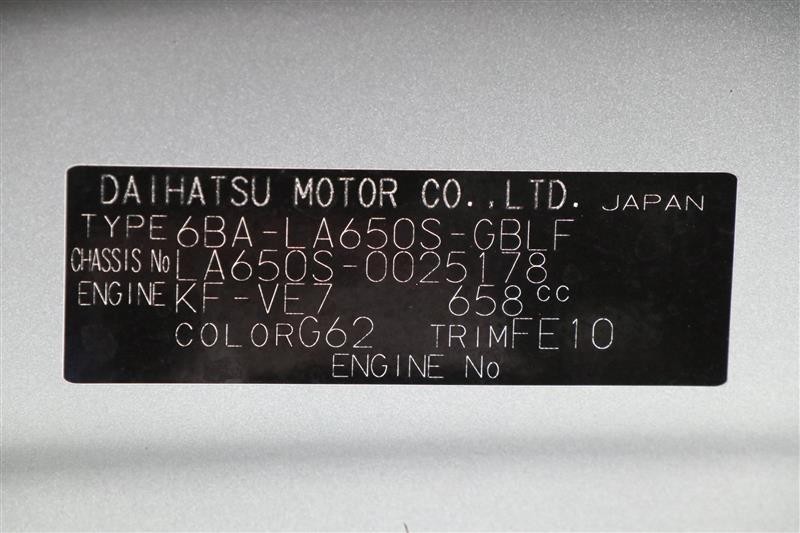 DAIHATSU MOTOR CO.,LTD. JAPAN
TYPE 6BA-LA650S-GBLF
CHASSIS No LA650S-0025178
ENGINE KF-VE7 658cc
COLOR G62 TRIM FE10
ENGINE No